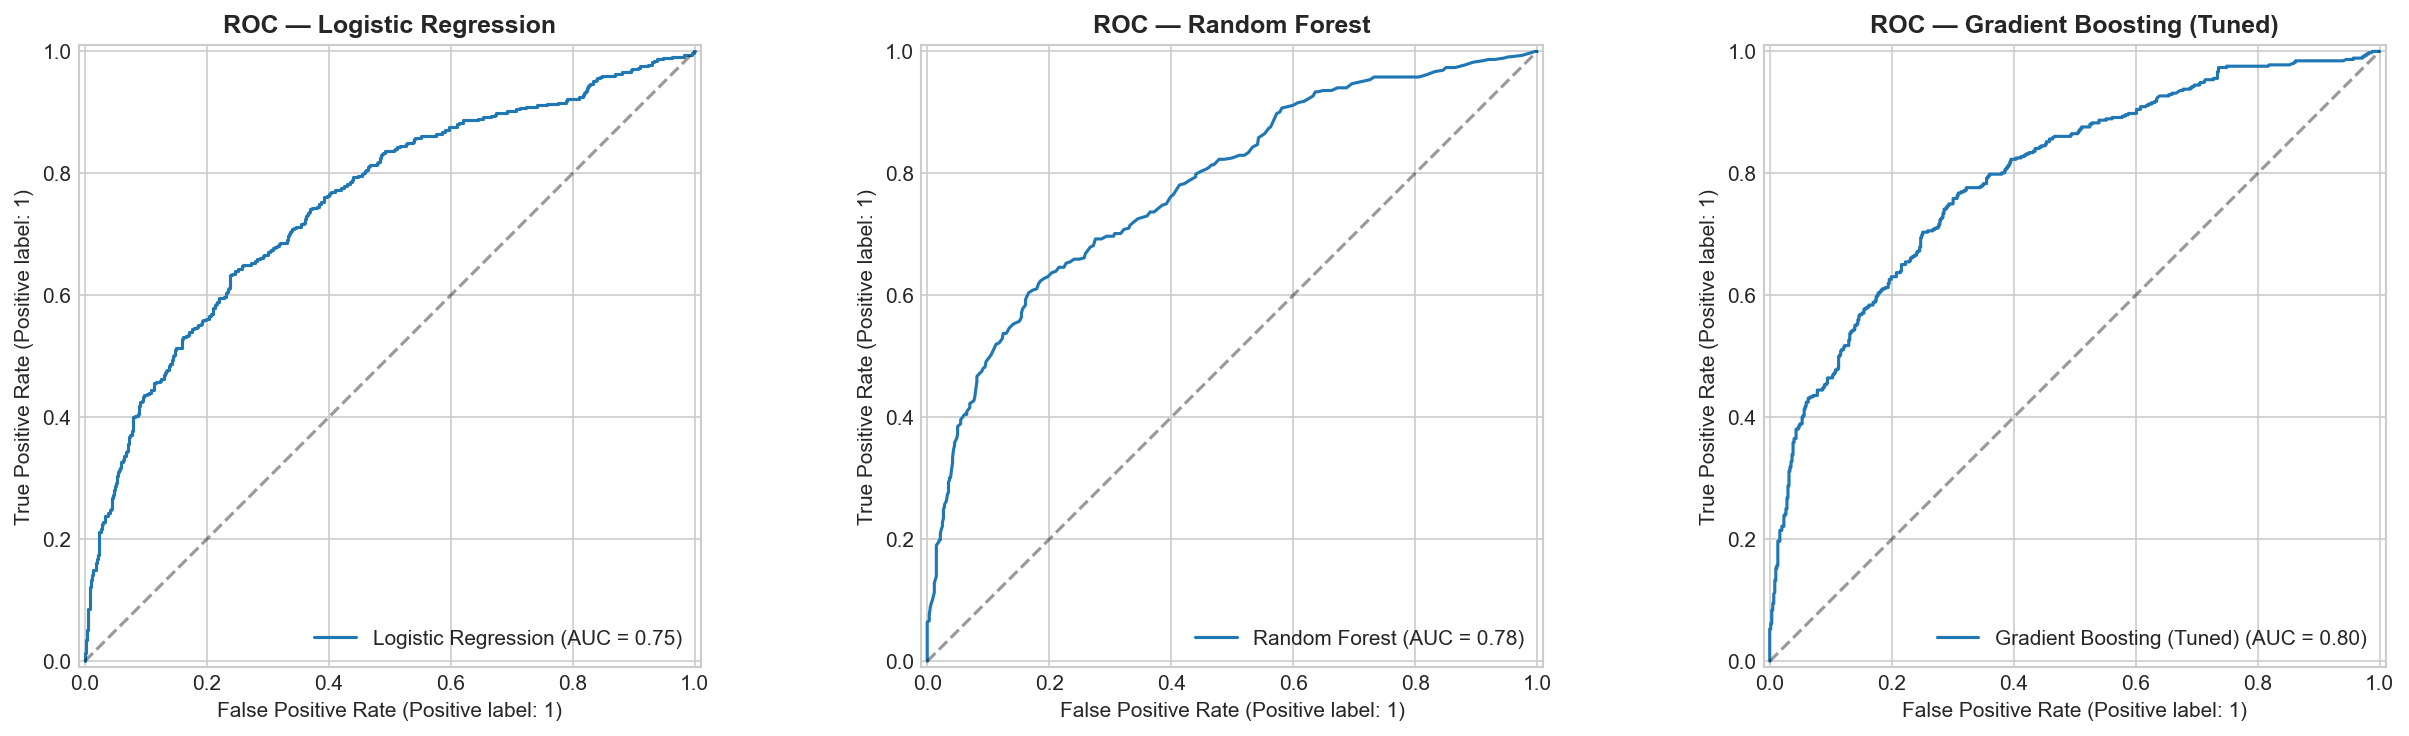 ROC — Logistic Regression
1.0
0.8
0.6
0.4
0.2
0.0
True Positive Rate (Positive label: 1)
Logistic Regression (AUC = 0.75)
0.0 0.2 0.4 0.6 0.8 1.0
False Positive Rate (Positive label: 1)
ROC — Random Forest
1.0
0.8
0.6
0.4
0.2
0.0
True Positive Rate (Positive label: 1)
Random Forest (AUC = 0.78)
0.0 0.2 0.4 0.6 0.8 1.0
False Positive Rate (Positive label: 1)
ROC — Gradient Boosting (Tuned)
1.0
0.8
0.6
0.4
0.2
0.0
True Positive Rate (Positive label: 1)
Gradient Boosting (Tuned) (AUC = 0.80)
0.0 0.2 0.4 0.6 0.8 1.0
False Positive Rate (Positive label: 1)